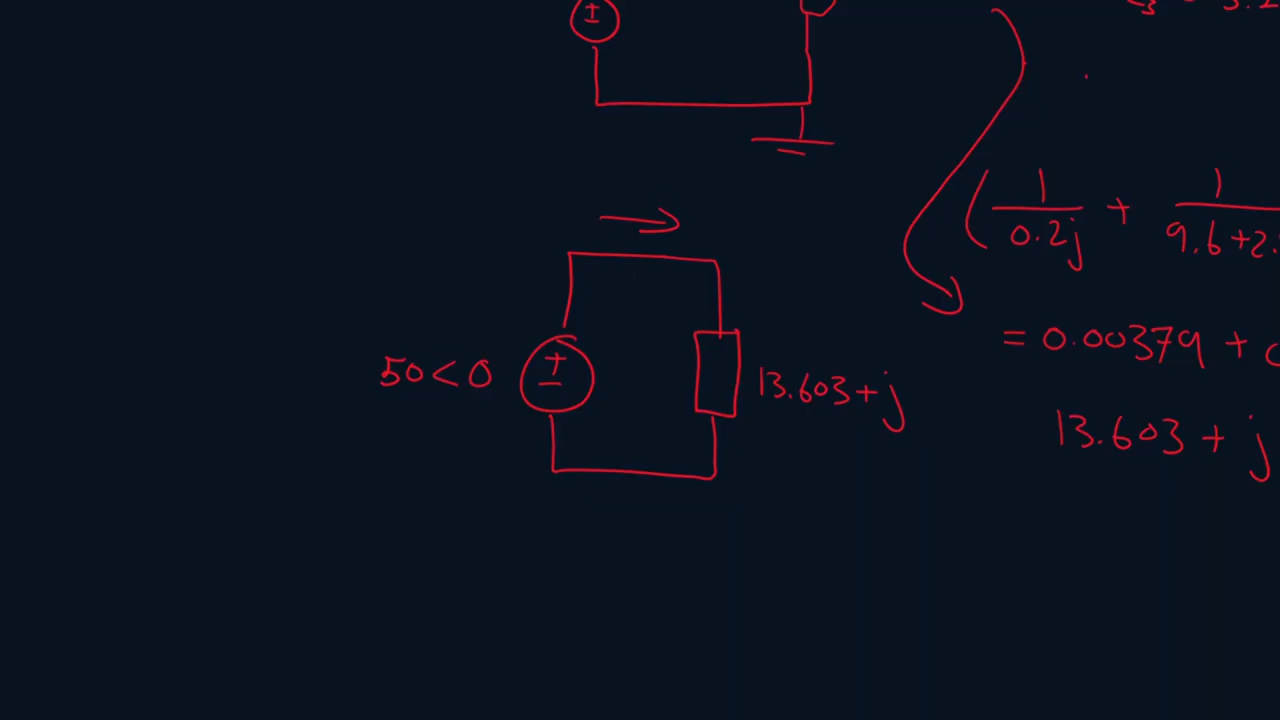 ±
(1/0.2j + 1/9.6+2.
= 0.00379 +
±
50<0
13.603+j
13.603 + j